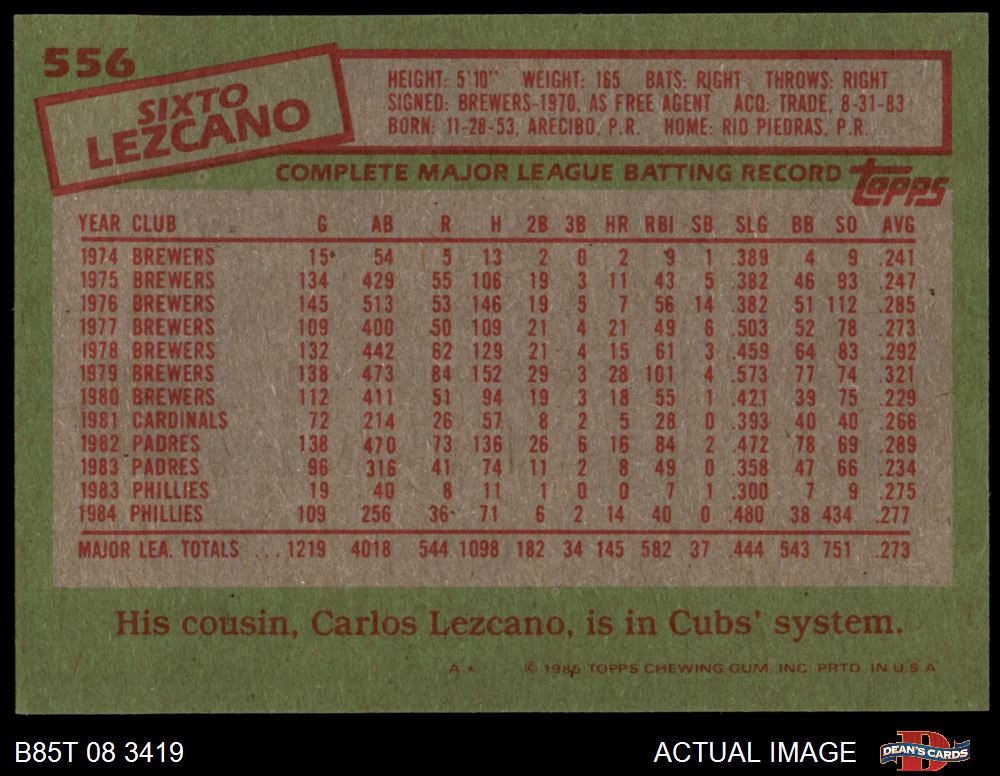 556
SIXTO
LEZCANO
HEIGHT: 5'10" WEIGHT: 165 BATS: RIGHT THROWS: RIGHT
SIGNED: BREWERS-1970, AS FREE AGENT ACQ: TRADE, 8-31-83
BORN: 11-28-53, ARECIBO, P.R. HOME: RIO PIEDRAS, P.R.
COMPLETE MAJOR LEAGUE BATTING RECORD topps
YEAR CLUB G AB R H 2B 3B HR RBI SB SLG BB SO AVG
1974 BREWERS 15 54 5 13 2 0 2 9 1 .389 4 9 .241
1975 BREWERS 134 429 55 106 19 3 11 43 5 .382 46 93 .247
1976 BREWERS 145 513 53 146 19 5 7 56 14 .382 51 112 .285
1977 BREWERS 109 400 50 109 21 4 21 49 6 .503 52 78 .273
1978 BREWERS 132 442 62 129 21 4 15 61 3 .459 64 83 .292
1979 BREWERS 138 473 84 152 29 3 28 101 4 .573 77 74 .321
1980 BREWERS 112 411 51 94 19 3 18 55 1 .421 39 75 .229
1981 CARDINALS 72 214 26 57 8 2 5 28 0 .393 40 40 .266
1982 PADRES 138 470 73 136 26 6 16 84 2 .472 78 69 .289
1983 PADRES 96 316 41 74 11 2 8 49 0 .358 47 66 .234
1983 PHILLIES 19 40 8 11 1 0 0 7 1 .300 7 9 .275
1984 PHILLIES 109 256 36 71 6 2 14 40 0 .480 38 434 .277
MAJOR LEA. TOTALS ... 1219 4018 544 1098 182 34 145 582 37 .444 543 751 .273
His cousin, Carlos Lezcano, is in Cubs' system.
A * © 1985 TOPPS CHEWING GUM, INC. PRTD. IN U.S.A.
B85T 08 3419 ACTUAL IMAGE D DEAN'S CARDS